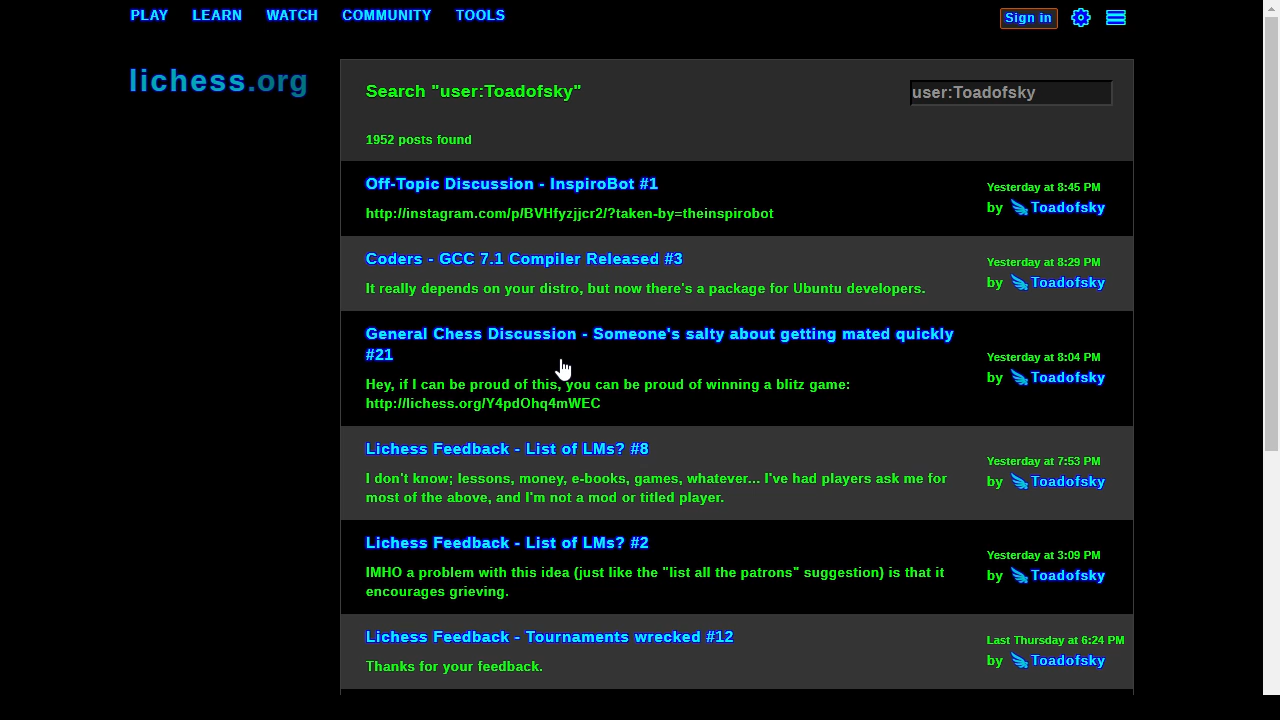 PLAY LEARN WATCH COMMUNITY TOOLS Sign in
lichess.org
Search "user:Toadofsky" user:Toadofsky
1952 posts found
Off-Topic Discussion - InspiroBot #1
http://instagram.com/p/BVHfyzjjcr2/?taken-by=theinspirobot
Yesterday at 8:45 PM
by Toadofsky
Coders - GCC 7.1 Compiler Released #3
It really depends on your distro, but now there's a package for Ubuntu developers.
Yesterday at 8:29 PM
by Toadofsky
General Chess Discussion - Someone's salty about getting mated quickly
#21
Hey, if I can be proud of this, you can be proud of winning a blitz game:
http://lichess.org/Y4pdOhq4mWEC
Yesterday at 8:04 PM
by Toadofsky
Lichess Feedback - List of LMs? #8
I don't know; lessons, money, e-books, games, whatever... I've had players ask me for
most of the above, and I'm not a mod or titled player.
Yesterday at 7:53 PM
by Toadofsky
Lichess Feedback - List of LMs? #2
IMHO a problem with this idea (just like the "list all the patrons" suggestion) is that it
encourages grieving.
Yesterday at 3:09 PM
by Toadofsky
Lichess Feedback - Tournaments wrecked #12
Thanks for your feedback.
Last Thursday at 6:24 PM
by Toadofsky